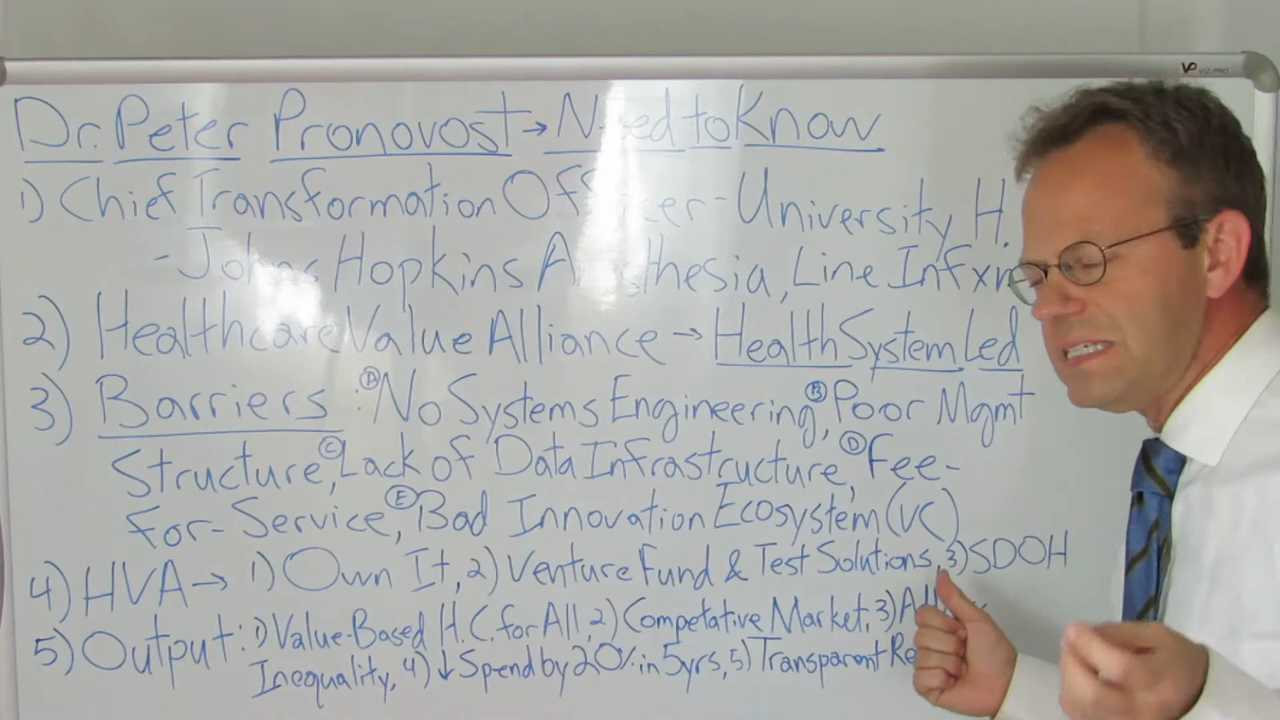 VIZ-PRO
Dr. Peter Pronovost → Need to Know
1) Chief Transformation Officer - University H.
- Johns Hopkins Anesthesia, Line Infxn
2) Healthcare Value Alliance → Health System Led
3) Barriers: Ⓐ No Systems Engineering, Ⓑ Poor Mgmt
Structure, Ⓒ Lack of Data Infrastructure, Ⓓ Fee-
For-Service, Ⓔ Bad Innovation Ecosystem (VC)
4) HVA → 1) Own It, 2) Venture Fund & Test Solutions, 3) SDOH
5) Output: 1) Value-Based H.C. for All, 2) Competative Market, 3)
Inequality, 4) ↓ Spend by 20% in 5yrs, 5) Transparent